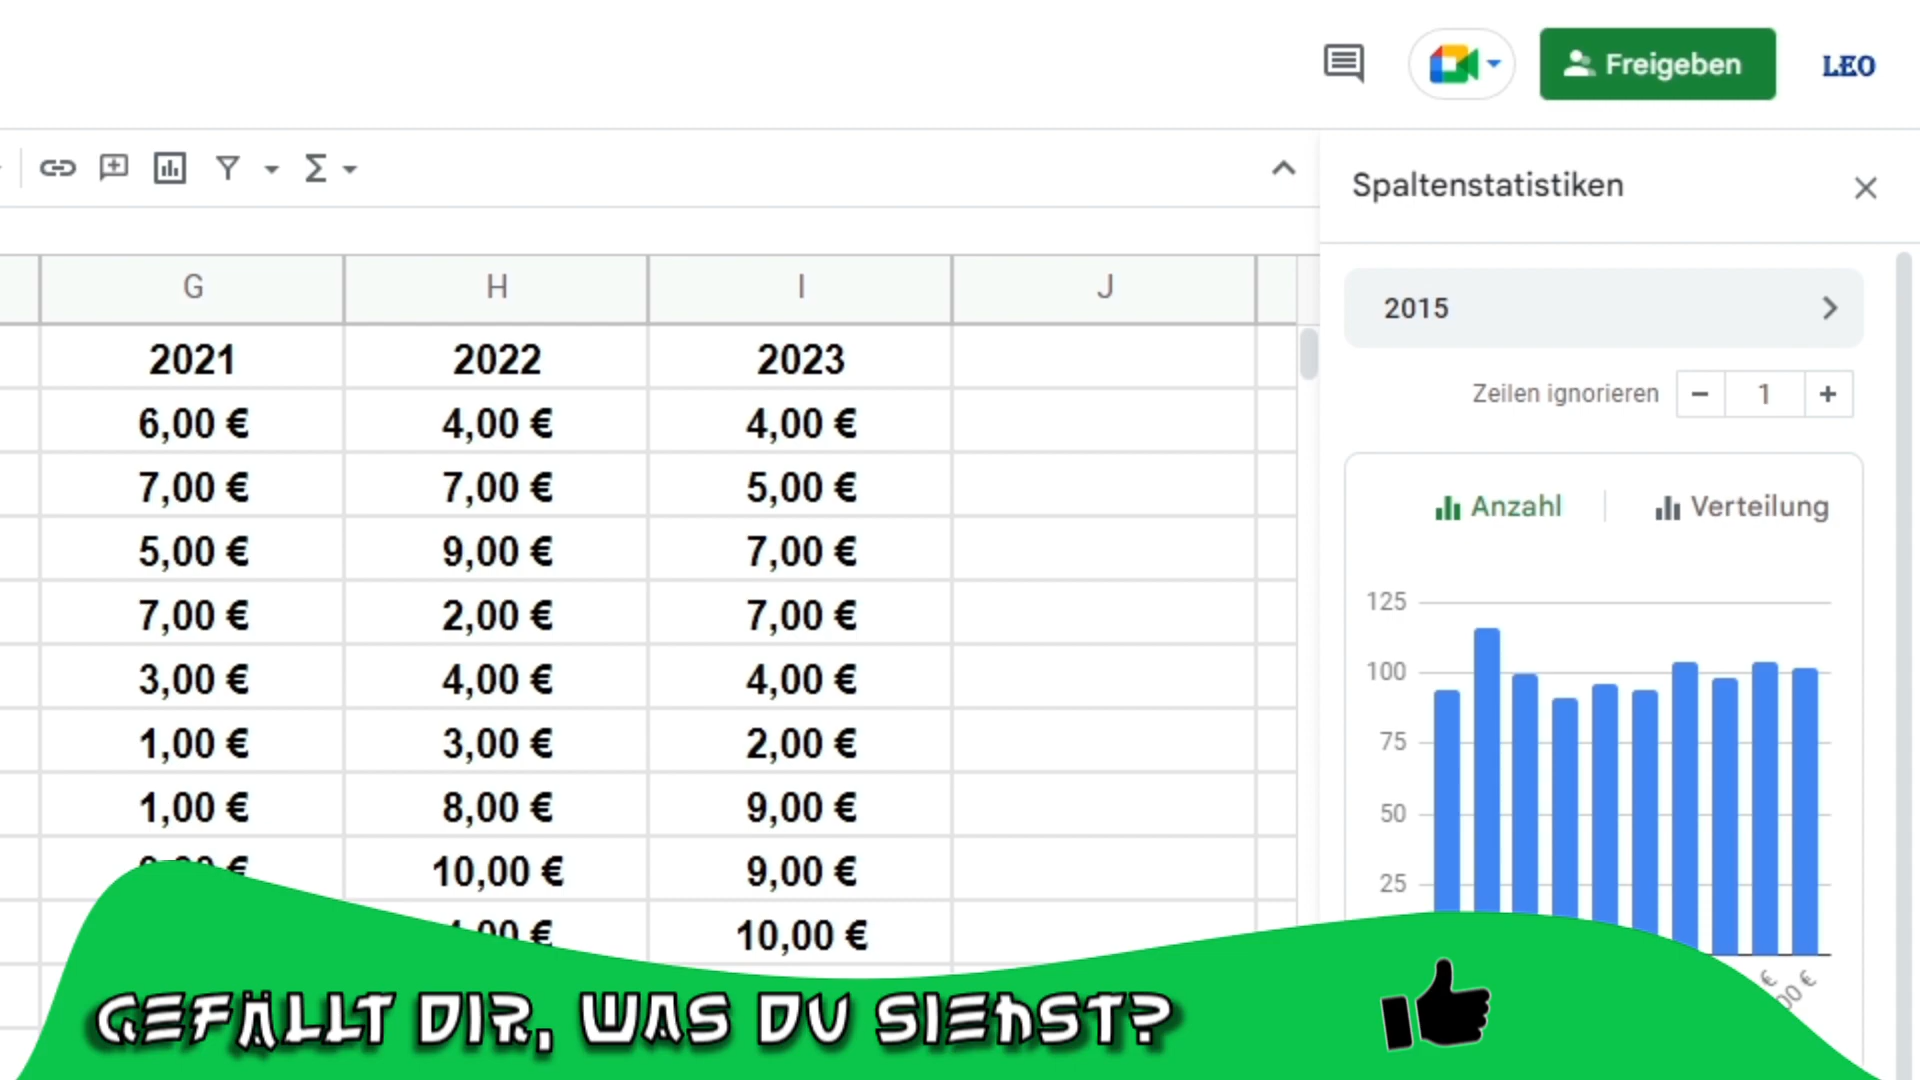 Freigeben
LEO
Spaltenstatistiken
G H I J
2015
2021 2022 2023
Zeilen ignorieren − 1 +
6,00 € 4,00 € 4,00 €
7,00 € 7,00 € 5,00 €
Anzahl Verteilung
5,00 € 9,00 € 7,00 €
125
7,00 € 2,00 € 7,00 €
100
3,00 € 4,00 € 4,00 €
75
1,00 € 3,00 € 2,00 €
50
1,00 € 8,00 € 9,00 €
10,00 € 9,00 €
25
10,00 €
GEFÄLLT DIR, WAS DU SIEHST?